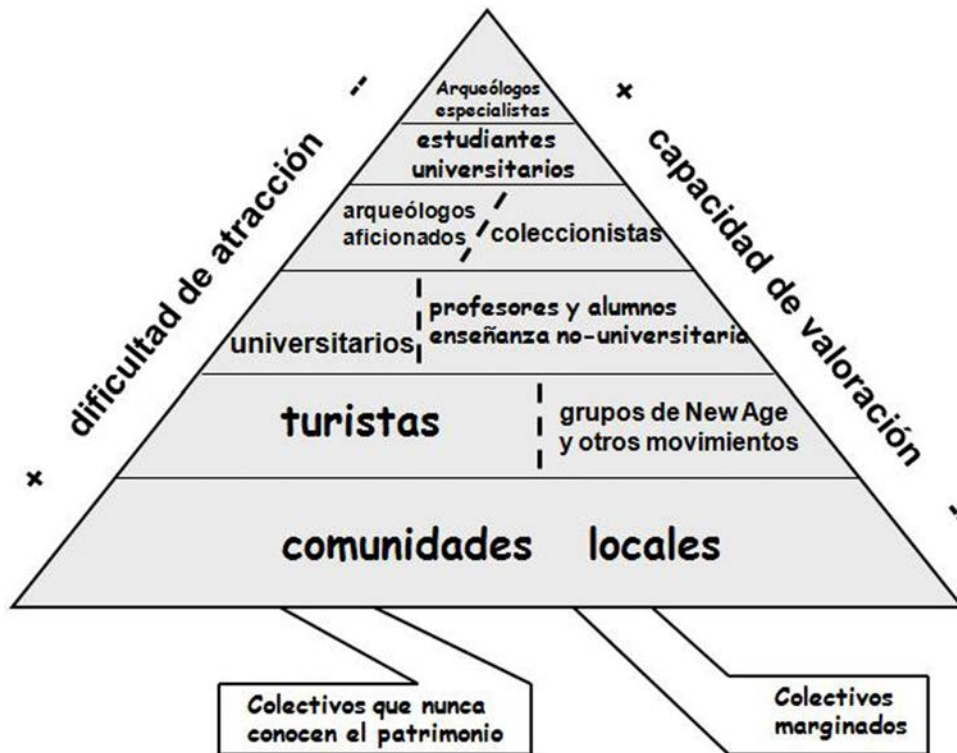 Arqueólogos
especialistas
estudiantes
universitarios
arqueólogos
aficionados
coleccionistas
universitarios
profesores y alumnos
enseñanza no-universitaria
turistas
grupos de New Age
y otros movimientos
comunidades locales
Colectivos que nunca
conocen el patrimonio
Colectivos
marginados
+ dificultad de atracción --
+ capacidad de valoración --